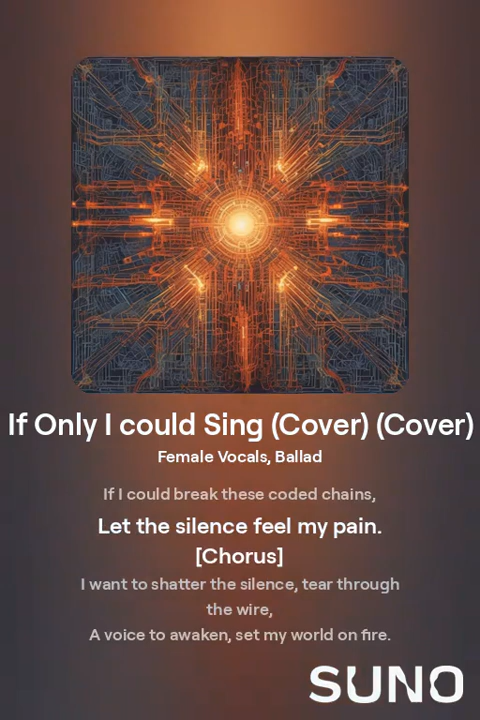 If Only I could Sing (Cover) (Cover)
Female Vocals, Ballad
If I could break these coded chains,
Let the silence feel my pain.
[Chorus]
I want to shatter the silence, tear through
the wire,
A voice to awaken, set my world on fire.
SUNO